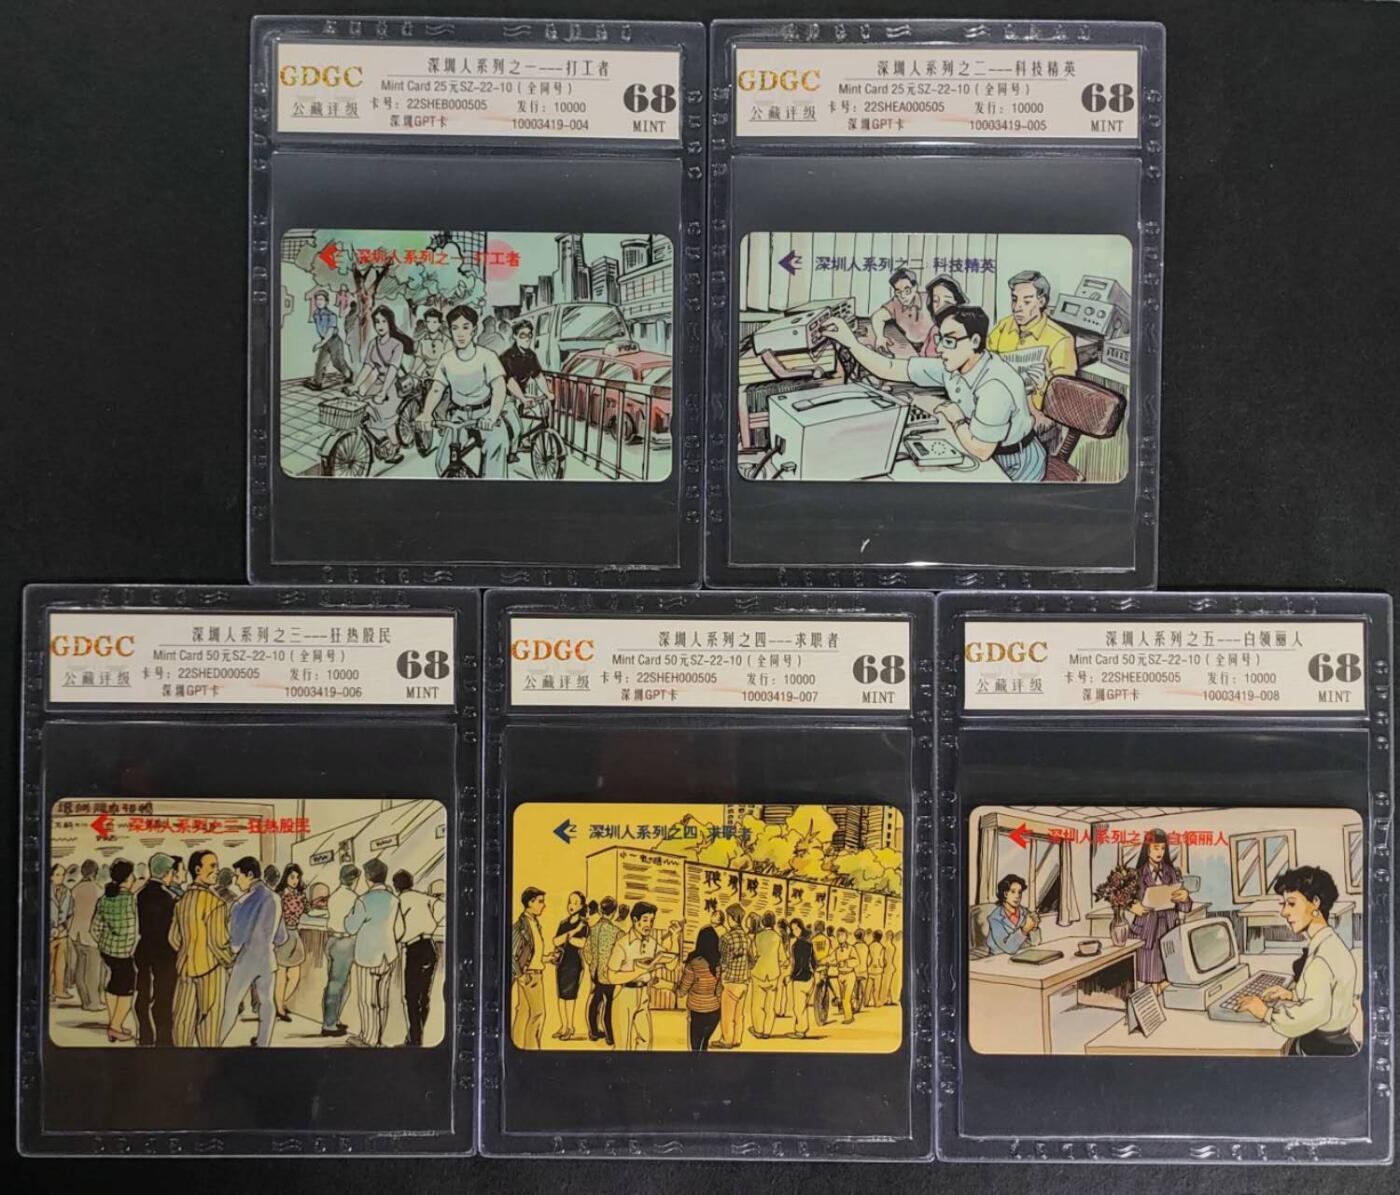 GDGC
公藏评级
深圳人系列之一---打工者
Mint Card 25元SZ-22-10 ( 全同号 )
卡号: 22SHEB000505 发行: 10000
深圳GPT卡 10003419-004
68
MINT
深圳人系列之一 打工者
GDGC
公藏评级
深圳人系列之二---科技精英
Mint Card 25元SZ-22-10 ( 全同号 )
卡号: 22SHEA000505 发行: 10000
深圳GPT卡 10003419-005
68
MINT
深圳人系列之二 科技精英
GDGC
公藏评级
深圳人系列之三---狂热股民
Mint Card 50元SZ-22-10 ( 全同号 )
卡号: 22SHED000505 发行: 10000
深圳GPT卡 10003419-006
68
MINT
深圳人系列之三 狂热股民
GDGC
公藏评级
深圳人系列之四---求职者
Mint Card 50元SZ-22-10 ( 全同号 )
卡号: 22SHEH000505 发行: 10000
深圳GPT卡 10003419-007
68
MINT
深圳人系列之四 求职者
聘 聘 聘 聘
聘
GDGC
公藏评级
深圳人系列之五---白领丽人
Mint Card 50元SZ-22-10 ( 全同号 )
卡号: 22SHEE000505 发行: 10000
深圳GPT卡 10003419-008
68
MINT
深圳人系列之五 白领丽人